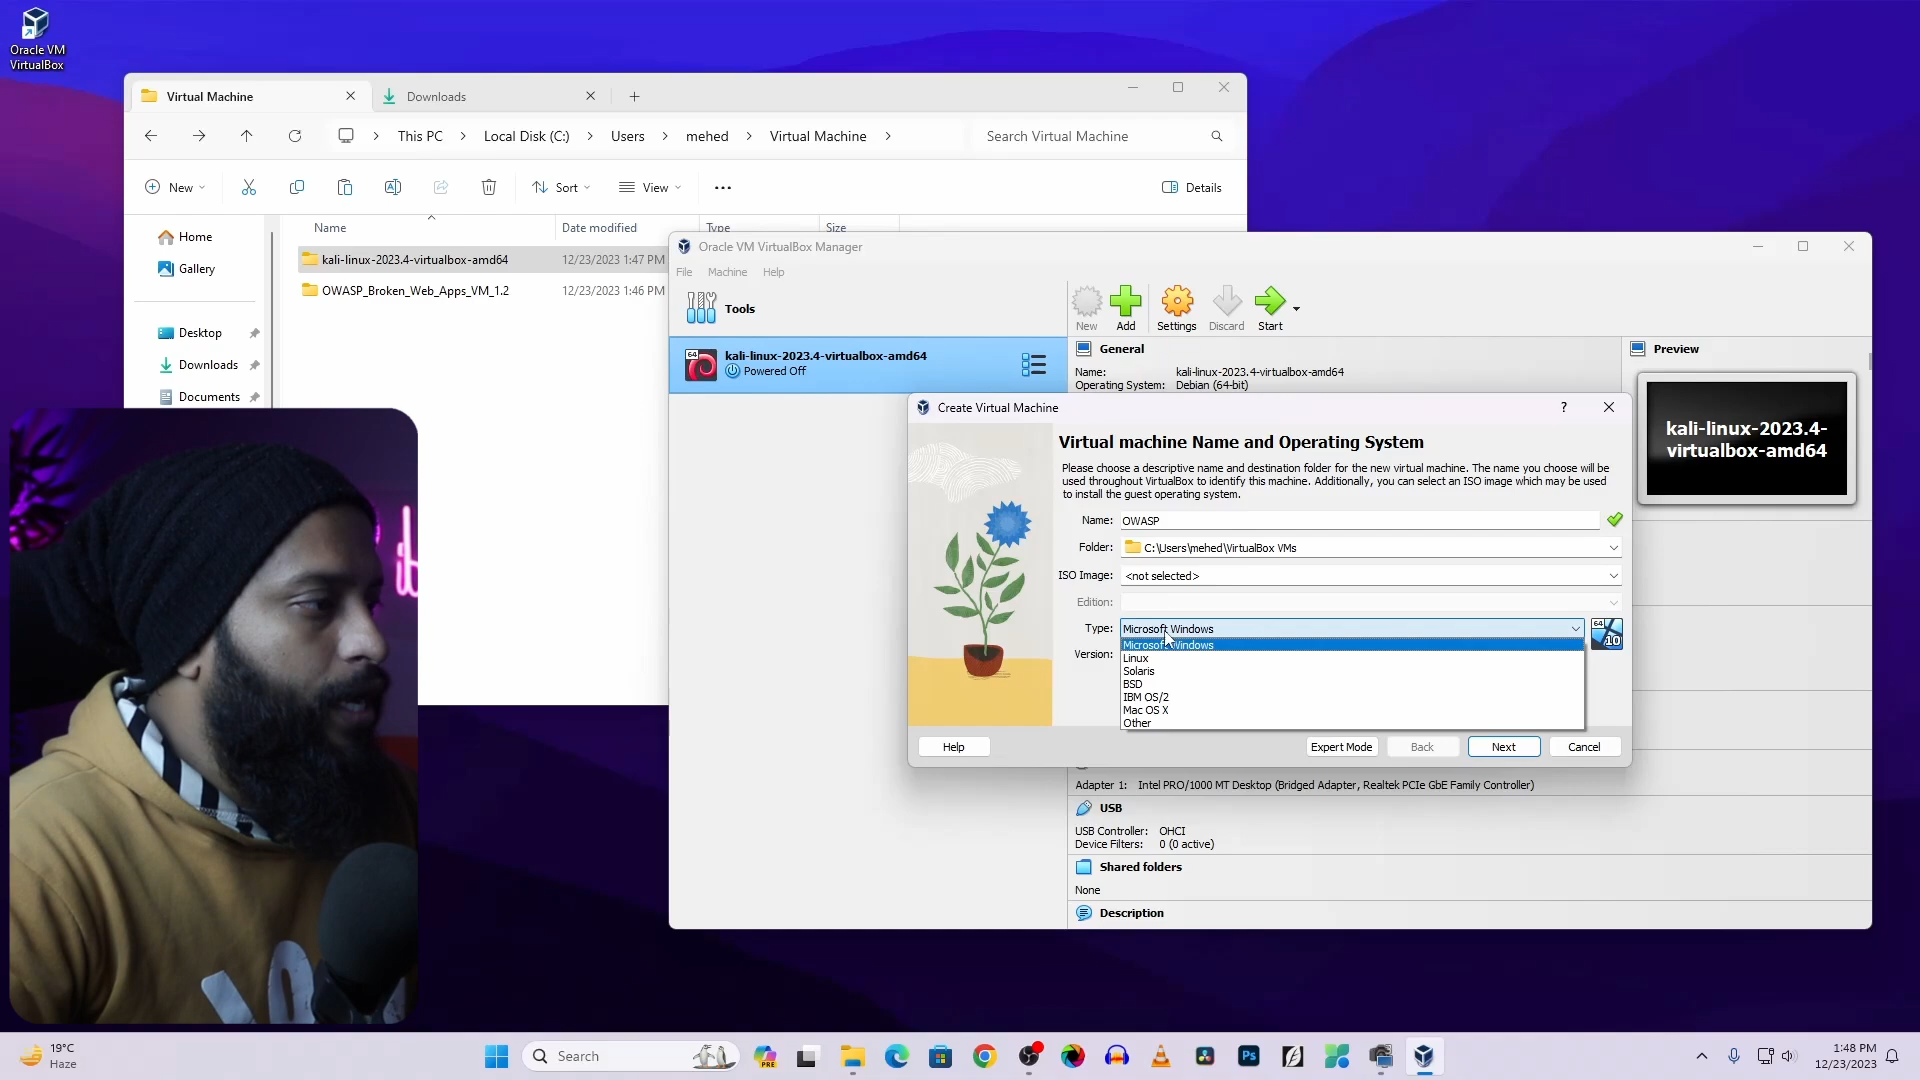 Oracle VM
VirtualBox
Virtual Machine
Downloads
This PC
Local Disk (C:)
Users
mehed
Virtual Machine
Search Virtual Machine
New
Sort
View
Details
Home
Gallery
Desktop
Downloads
Documents
Name
Date modified
Type
Size
kali-linux-2023.4-virtualbox-amd64
12/23/2023 1:47 PM
OWASP_Broken_Web_Apps_VM_1.2
12/23/2023 1:46 PM
Oracle VM VirtualBox Manager
File
Machine
Help
Tools
New
Add
Settings
Discard
Start
64
kali-linux-2023.4-virtualbox-amd64
Powered Off
General
Name: kali-linux-2023.4-virtualbox-amd64
Operating System: Debian (64-bit)
Preview
kali-linux-2023.4-
virtualbox-amd64
Create Virtual Machine
?
Virtual machine Name and Operating System
Please choose a descriptive name and destination folder for the new virtual machine. The name you choose will be
used throughout VirtualBox to identify this machine. Additionally, you can select an ISO image which may be used
to install the guest operating system.
Name: OWASP
Folder: C:\Users\mehed\VirtualBox VMs
ISO Image: <not selected>
Edition:
Type: Microsoft Windows
64
10
Version:
Microsoft Windows
Linux
Solaris
BSD
IBM OS/2
Mac OS X
Other
Help
Expert Mode
Back
Next
Cancel
Adapter 1: Intel PRO/1000 MT Desktop (Bridged Adapter, Realtek PCIe GbE Family Controller)
USB
USB Controller: OHCI
Device Filters: 0 (0 active)
Shared folders
None
Description
19°C
Haze
Search
PRE
Ps
1:48 PM
12/23/2023